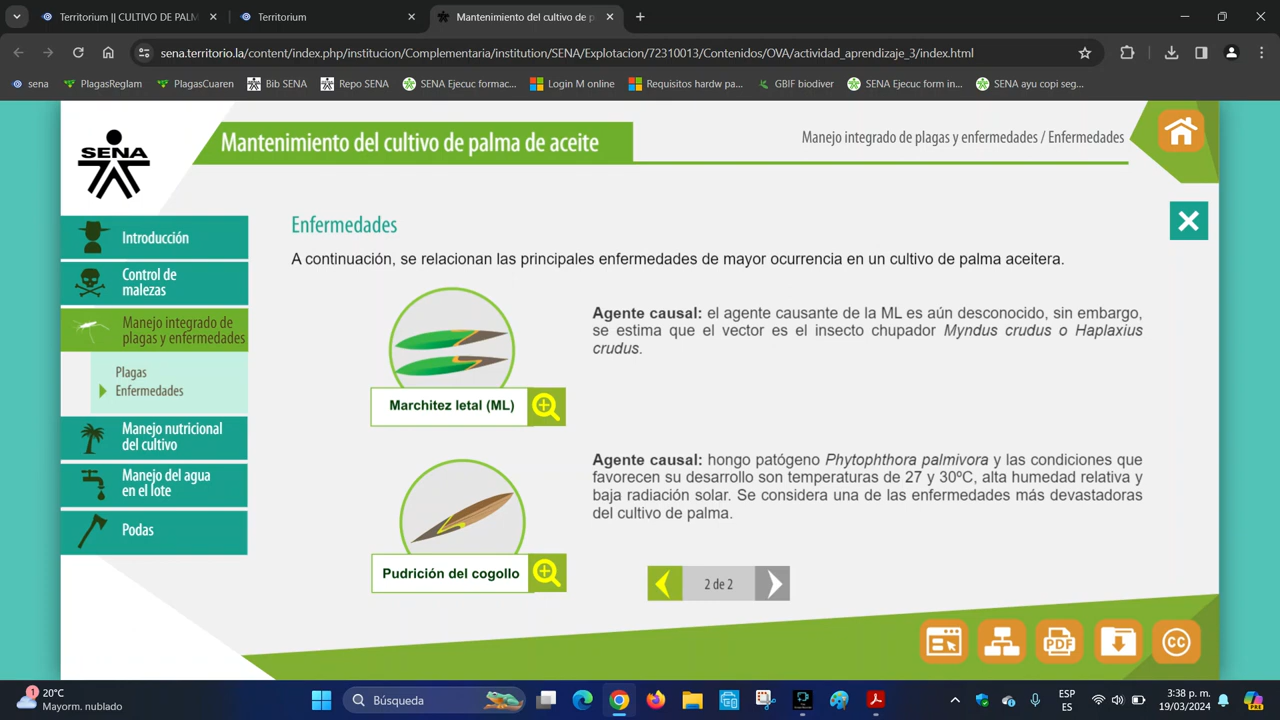 Territorium || CULTIVO DE PALM
Territorium
Mantenimiento del cultivo de p
sena.territorio.la/content/index.php/institucion/Complementaria/institution/SENA/Explotacion/72310013/Contenidos/OVA/actividad_aprendizaje_3/index.html
sena
PlagasReglam
PlagasCuaren
Bib SENA
Repo SENA
SENA Ejecuc formac...
Login M online
Requisitos hardw pa...
GBIF biodiver
SENA Ejecuc form in...
SENA ayu copi seg...
SENA
Mantenimiento del cultivo de palma de aceite
Manejo integrado de plagas y enfermedades / Enfermedades
Introducción
Control de
malezas
Manejo integrado de
plagas y enfermedades
Plagas
Enfermedades
Manejo nutricional
del cultivo
Manejo del agua
en el lote
Podas
Enfermedades
A continuación, se relacionan las principales enfermedades de mayor ocurrencia en un cultivo de palma aceitera.
Marchitez letal (ML)
Agente causal: el agente causante de la ML es aún desconocido, sin embargo,
se estima que el vector es el insecto chupador Myndus crudus o Haplaxius
crudus.
Pudrición del cogollo
Agente causal: hongo patógeno Phytophthora palmivora y las condiciones que
favorecen su desarrollo son temperaturas de 27 y 30ºC, alta humedad relativa y
baja radiación solar. Se considera una de las enfermedades más devastadoras
del cultivo de palma.
2 de 2
PDF
CC
1
20°C
Mayorm. nublado
Búsqueda
ESP
ES
3:38 p. m.
19/03/2024
PRE